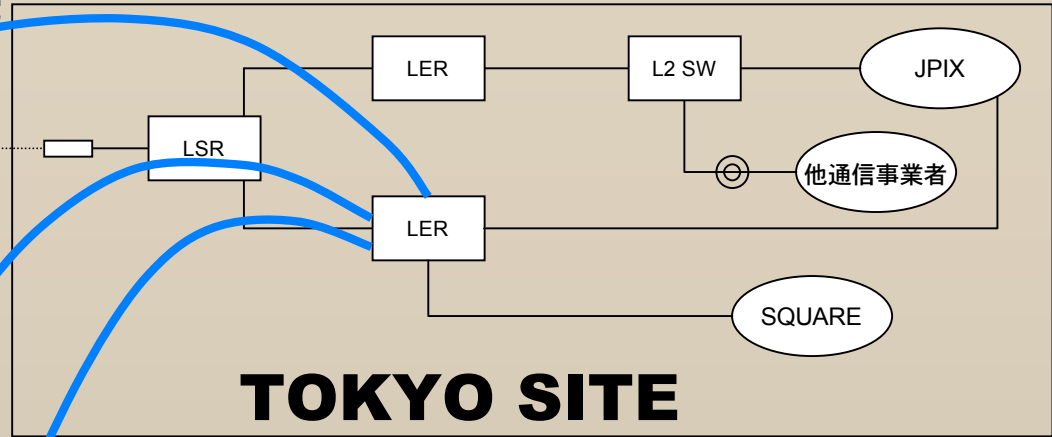 LER
L2 SW
JPIX
LSR
他通信事業者
LER
SQUARE
TOKYO SITE